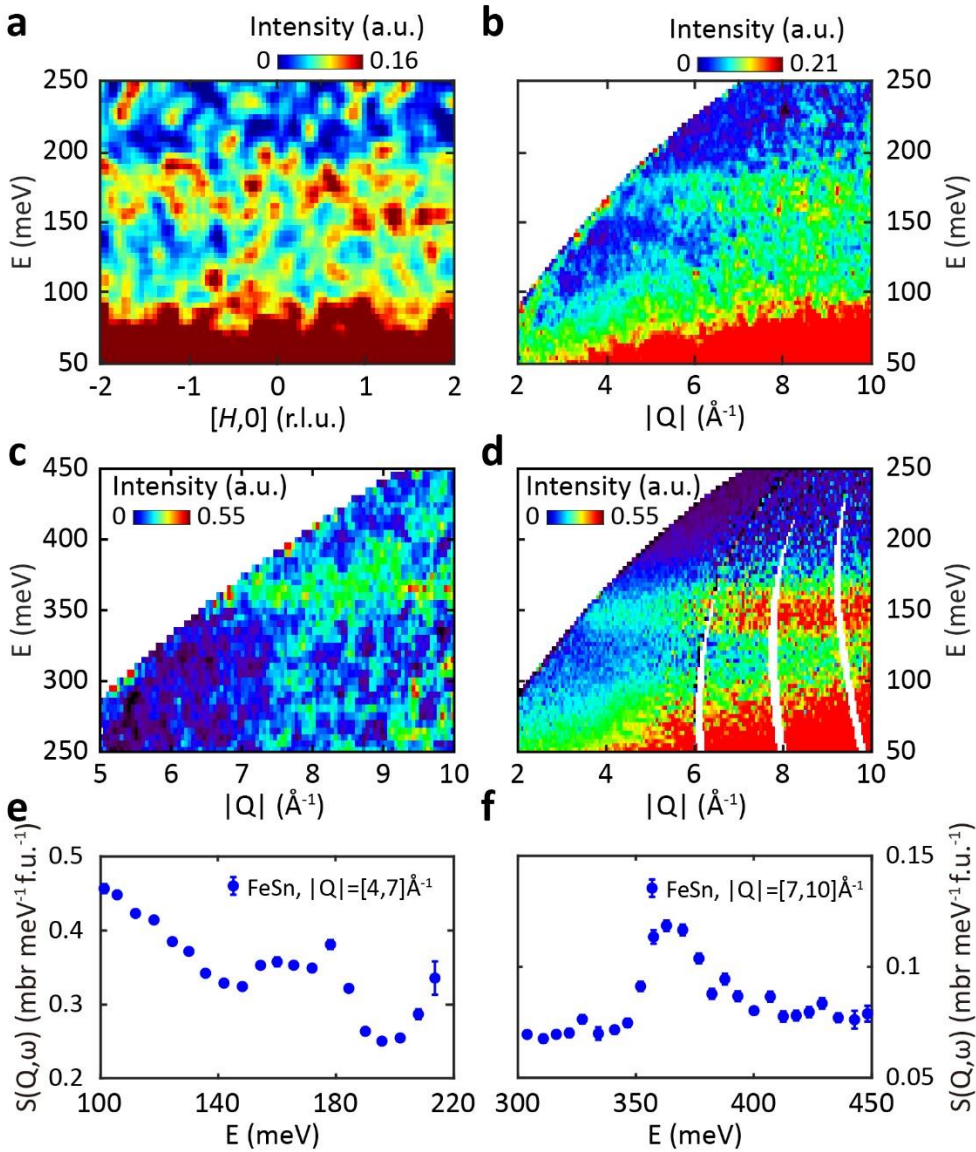 a
Intensity (a.u.)
0 0.16
250
200
150
100
50
E (meV)
-2 -1 0 1 2
[H,0] (r.l.u.)
b
Intensity (a.u.)
0 0.21
250
200
150
100
50
E (meV)
2 4 6 8 10
|Q| (Å⁻¹)
c
Intensity (a.u.)
0 0.55
450
400
350
300
250
E (meV)
5 6 7 8 9 10
|Q| (Å⁻¹)
d
Intensity (a.u.)
0 0.55
250
200
150
100
50
E (meV)
2 4 6 8 10
|Q| (Å⁻¹)
e
FeSn, |Q|=[4,7]Å⁻¹
0.5
0.4
0.3
0.2
S(Q,ω) (mbr meV⁻¹ f.u.⁻¹)
100 140 180 220
E (meV)
f
FeSn, |Q|=[7,10]Å⁻¹
0.15
0.1
0.05
S(Q,ω) (mbr meV⁻¹ f.u.⁻¹)
300 350 400 450
E (meV)